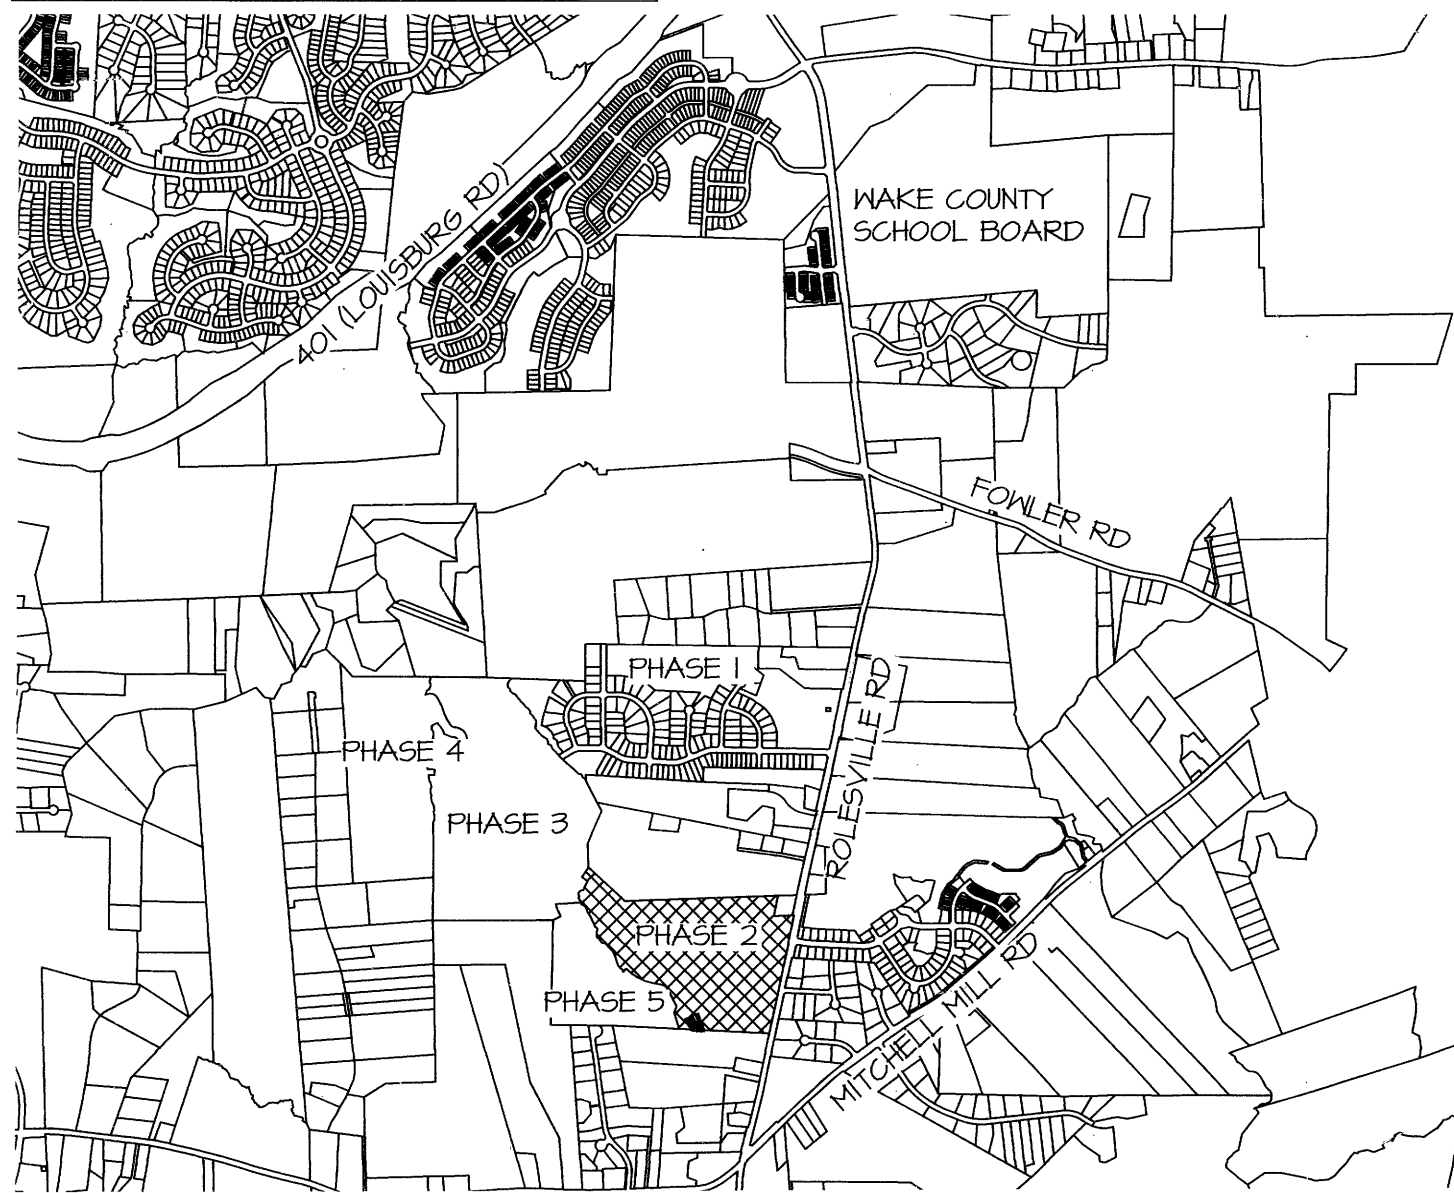 WAKE COUNTY
SCHOOL BOARD
401 (LOUISBURG RD)
FOWLER RD
PHASE 1
ROLESVILLE RD
PHASE 4
PHASE 3
PHASE 2
PHASE 5
MITCHELL MILL RD